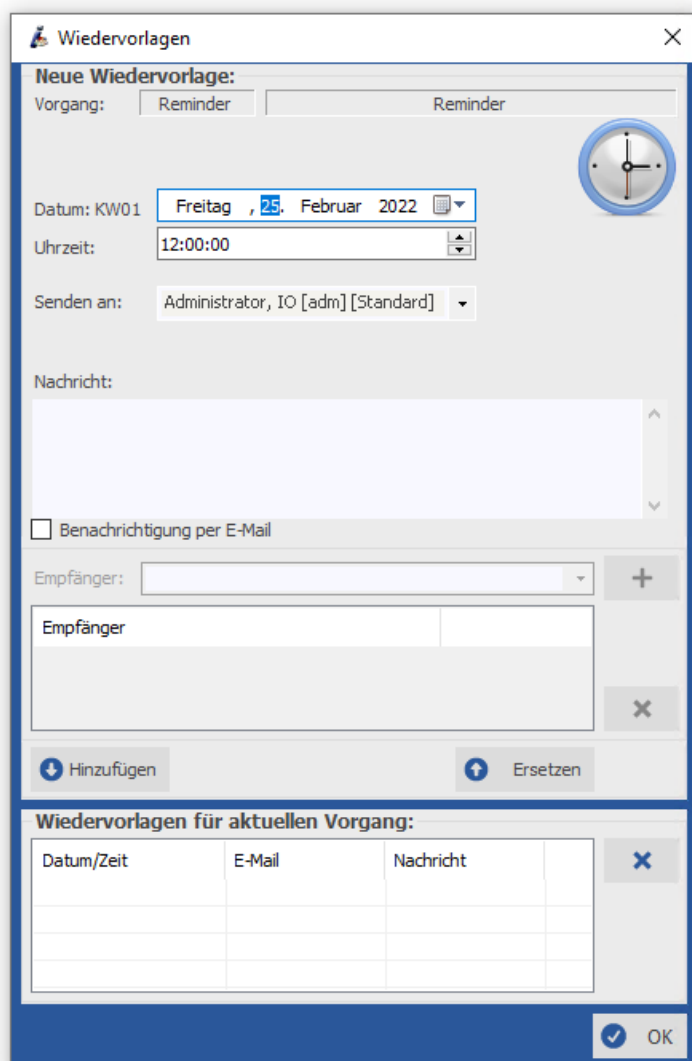 Wiedervorlagen
Neue Wiedervorlage:
Vorgang: Reminder Reminder
Datum: KW01 Freitag , 25. Februar 2022
Uhrzeit: 12:00:00
Senden an: Administrator, IO [adm] [Standard]
Nachricht:
Benachrichtigung per E-Mail
Empfänger:
Empfänger
Hinzufügen Ersetzen
Wiedervorlagen für aktuellen Vorgang:
Datum/Zeit E-Mail Nachricht
OK